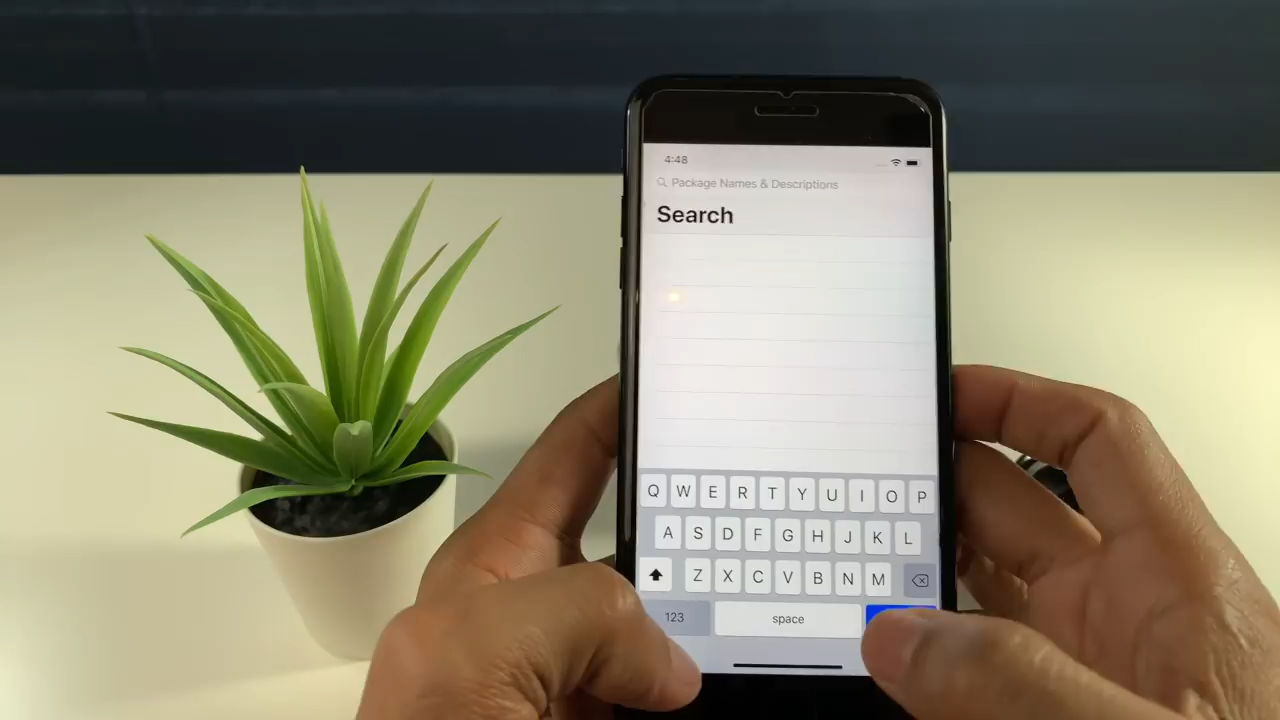 4:48
Package Names & Descriptions
Search
Q W E R T Y U I O P
A S D F G H J K L
Z X C V B N M
123 space